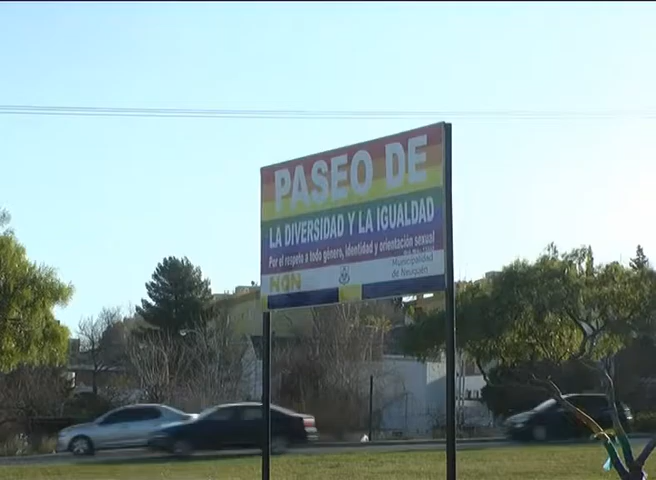 PASEO DE
LA DIVERSIDAD Y LA IGUALDAD
Por el respeto a todo género, identidad y orientación sexual
NQN
Municipalidad
de Neuquén